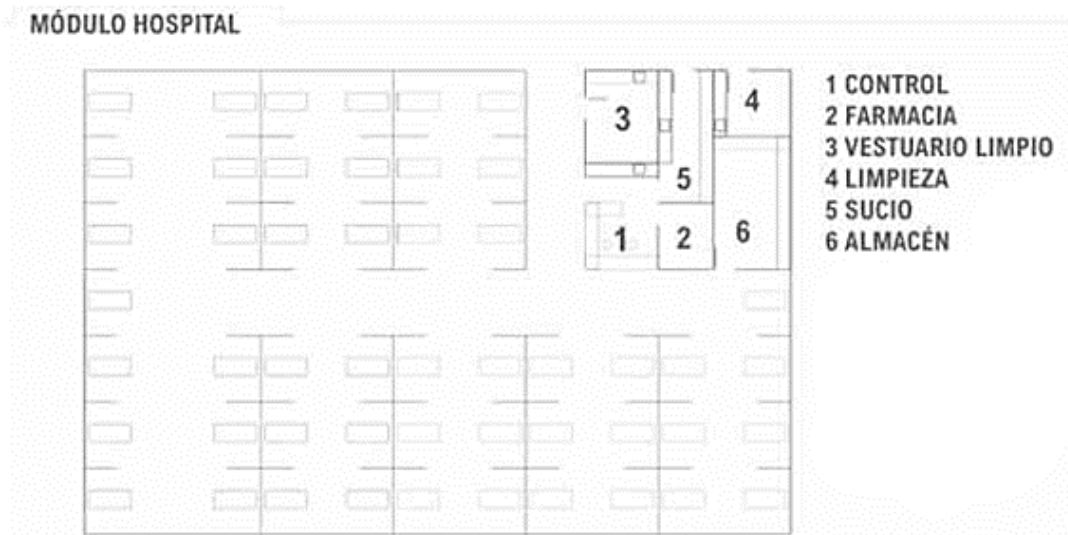 MÓDULO HOSPITAL
3
4
5
1
2
6
1 CONTROL
2 FARMACIA
3 VESTUARIO LIMPIO
4 LIMPIEZA
5 SUCIO
6 ALMACÉN